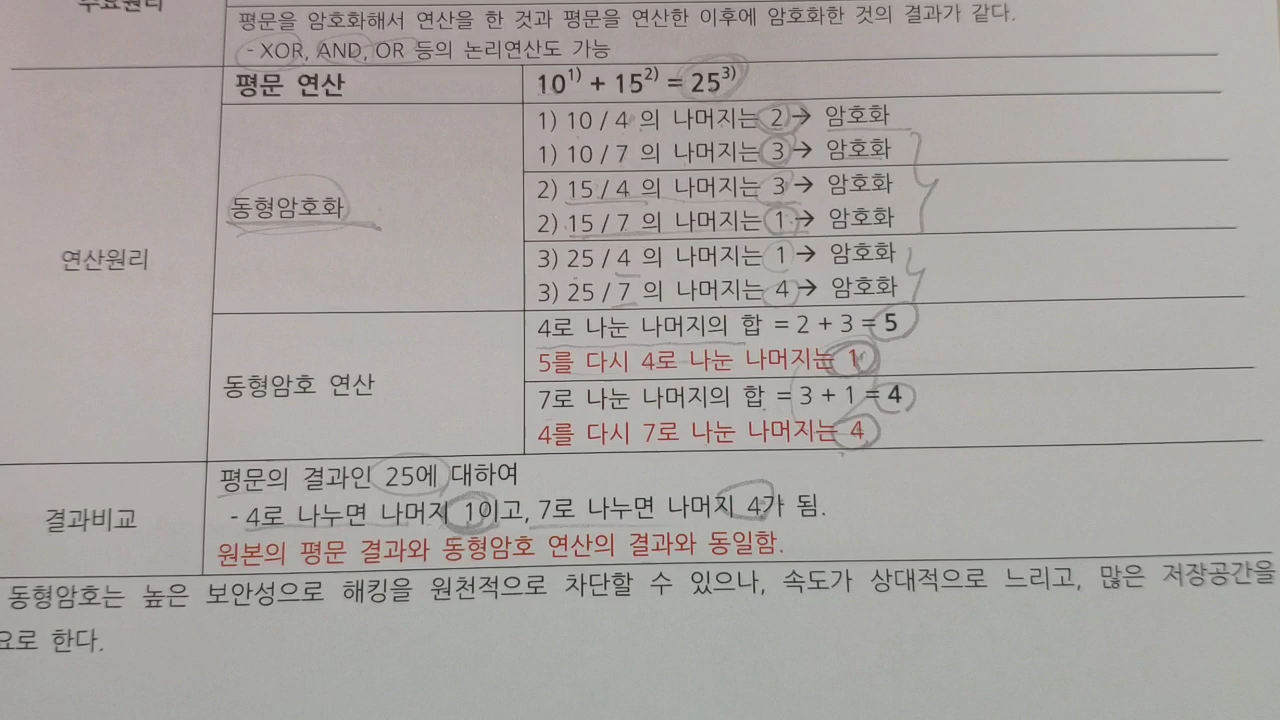 주요원리
평문을 암호화해서 연산을 한 것과 평문을 연산한 이후에 암호화한 것의 결과가 같다.
- XOR, AND, OR 등의 논리연산도 가능
연산원리
평문 연산
10¹⁾ + 15²⁾ = 25³⁾
동형암호화
1) 10 / 4 의 나머지는 2 → 암호화
1) 10 / 7 의 나머지는 3 → 암호화
2) 15 / 4 의 나머지는 3 → 암호화
2) 15 / 7 의 나머지는 1 → 암호화
3) 25 / 4 의 나머지는 1 → 암호화
3) 25 / 7 의 나머지는 4 → 암호화
동형암호 연산
4로 나눈 나머지의 합 = 2 + 3 = 5
5를 다시 4로 나눈 나머지는 1
7로 나눈 나머지의 합 = 3 + 1 = 4
4를 다시 7로 나눈 나머지는 4
결과비교
평문의 결과인 25에 대하여
- 4로 나누면 나머지 1이고, 7로 나누면 나머지 4가 됨.
원본의 평문 결과와 동형암호 연산의 결과와 동일함.
동형암호는 높은 보안성으로 해킹을 원천적으로 차단할 수 있으나, 속도가 상대적으로 느리고, 많은 저장공간을
요로 한다.